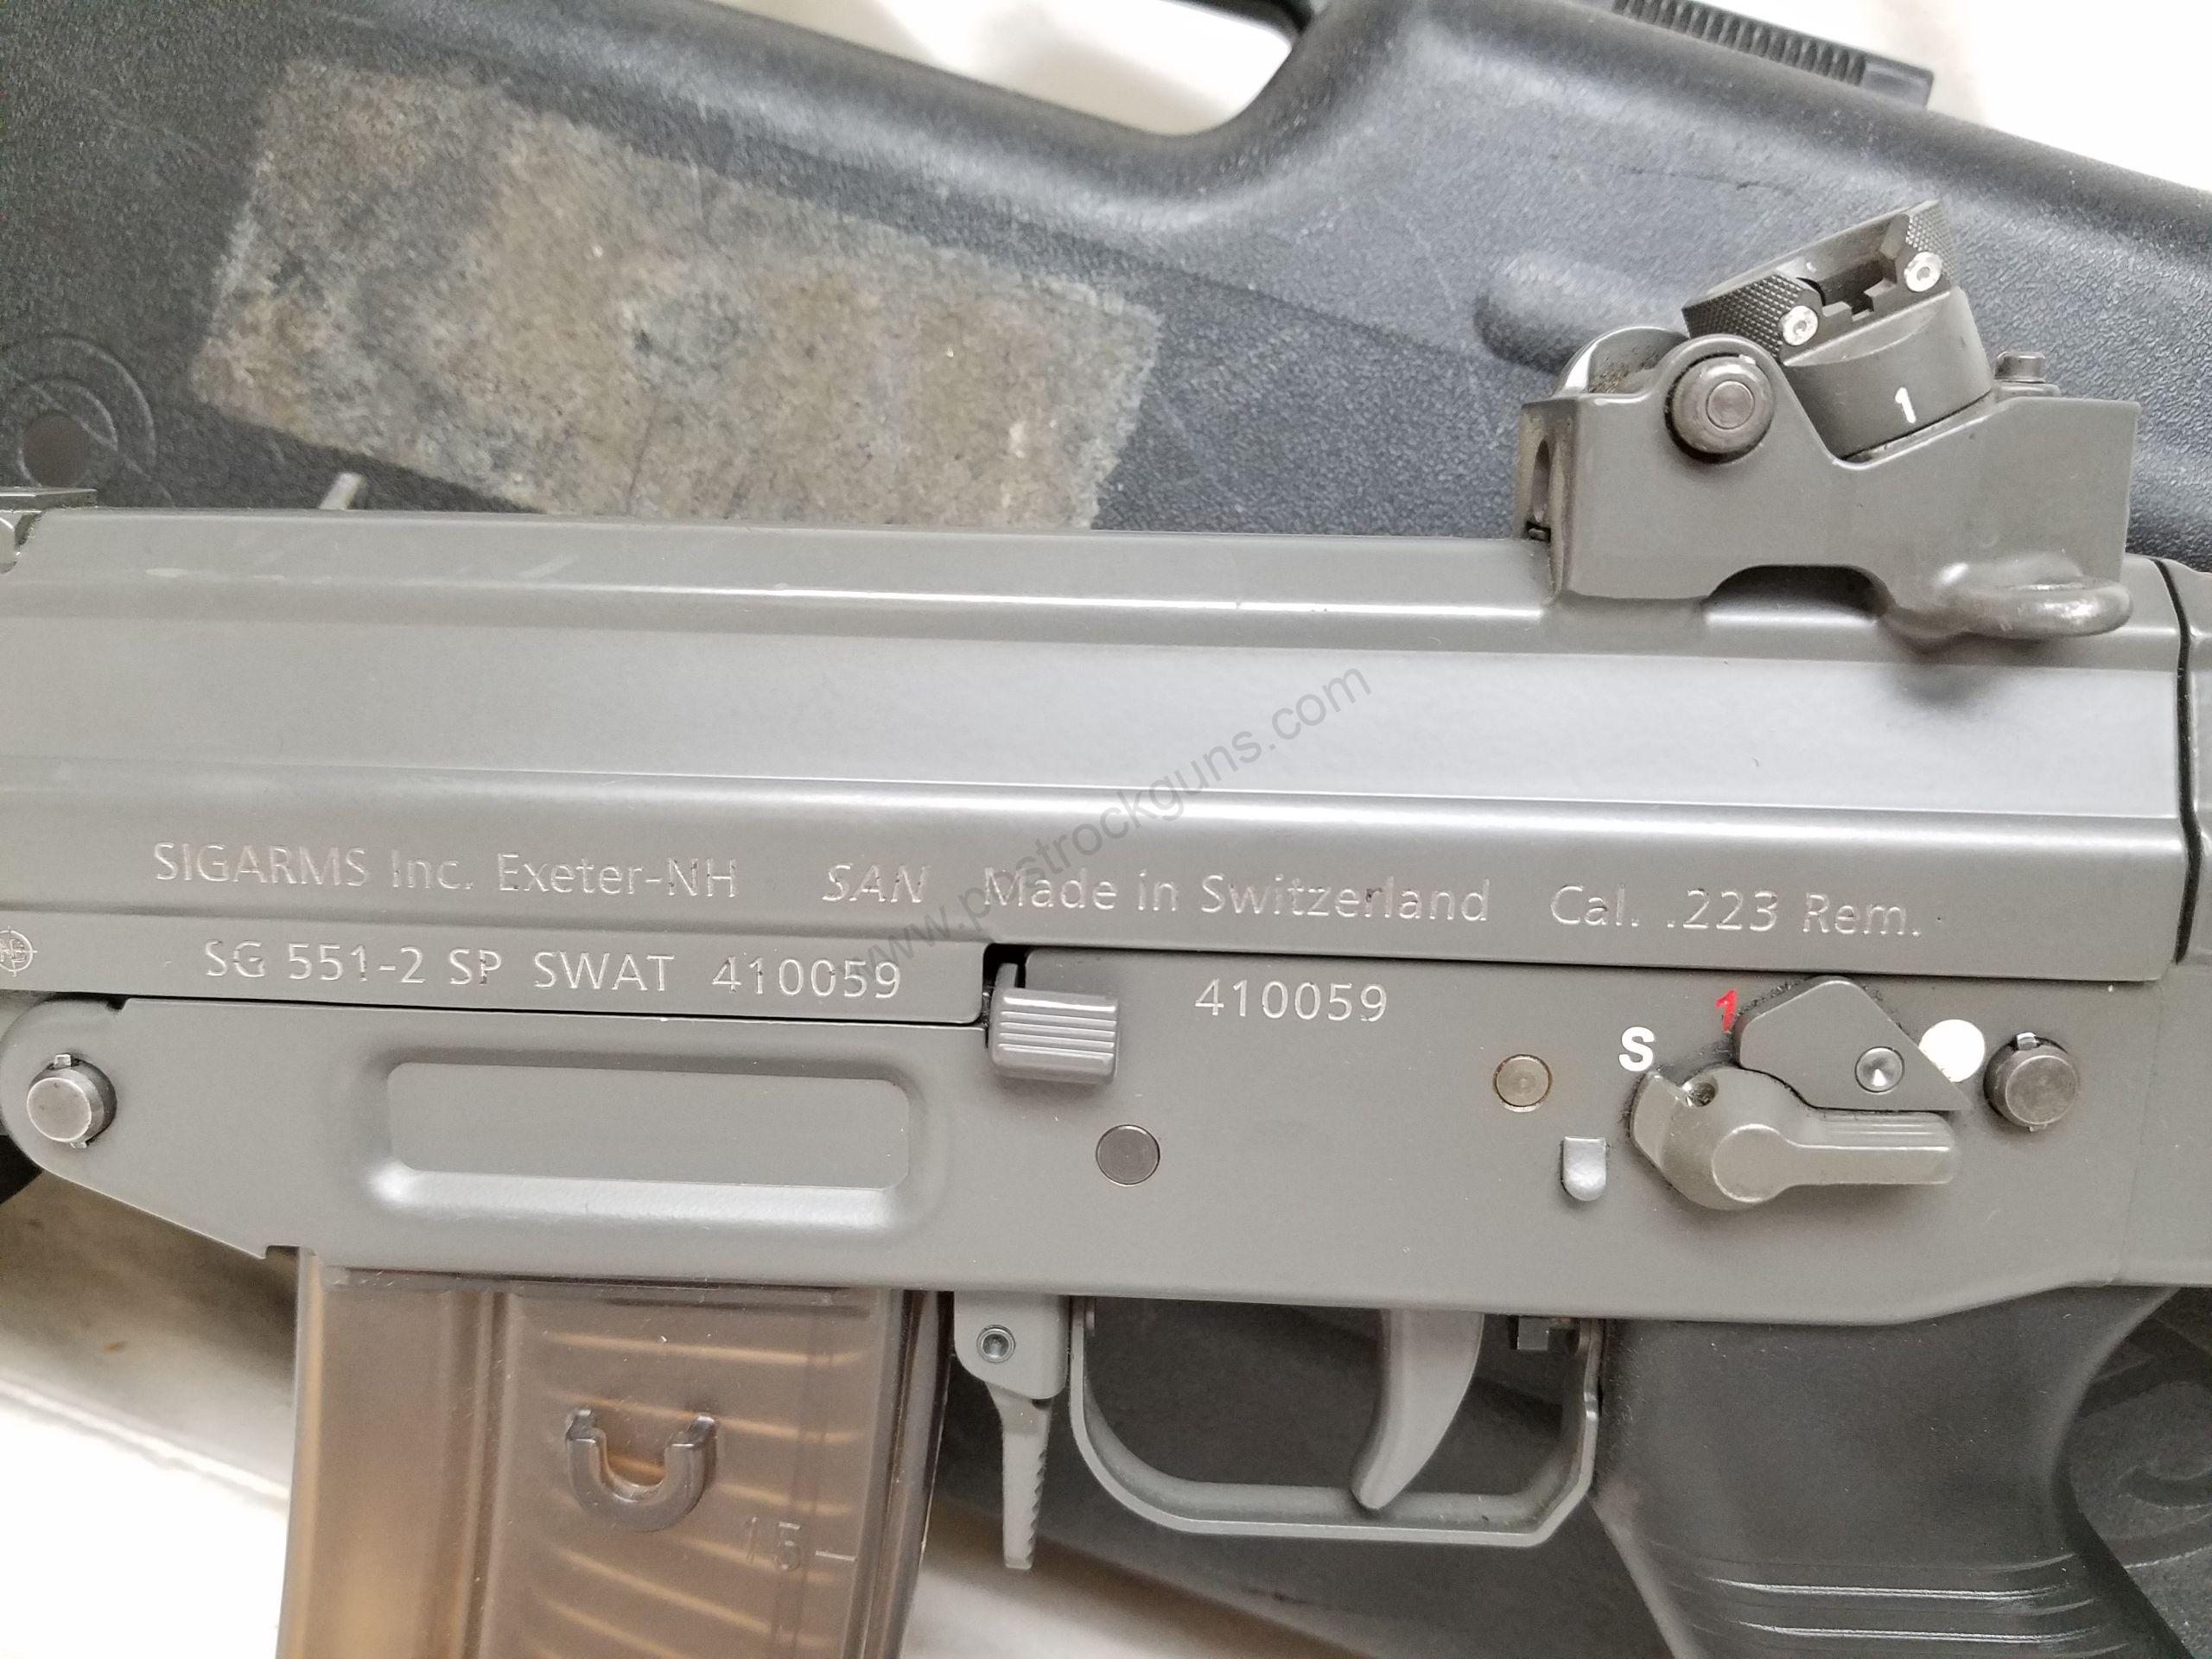 1
www.postrockguns.com
SIGARMS Inc. Exeter-NH SAN Made in Switzerland Cal. .223 Rem.
SG 551-2 SP SWAT 410059
410059
S 1
15